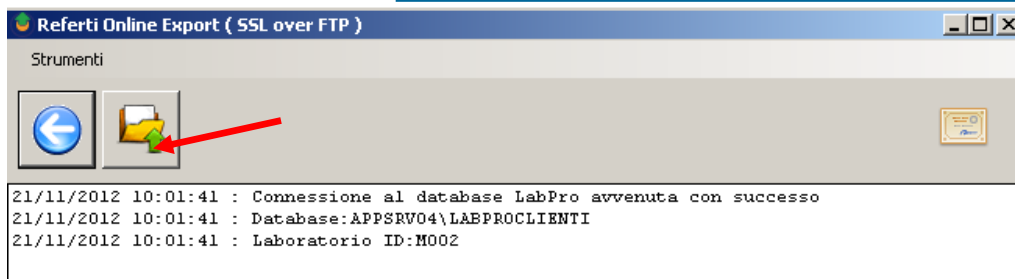 Referti Online Export ( SSL over FTP )
Strumenti
21/11/2012 10:01:41 : Connessione al database LabPro avvenuta con successo
21/11/2012 10:01:41 : Database:APPSRV04\LABPROCLIENTI
21/11/2012 10:01:41 : Laboratorio ID:M002